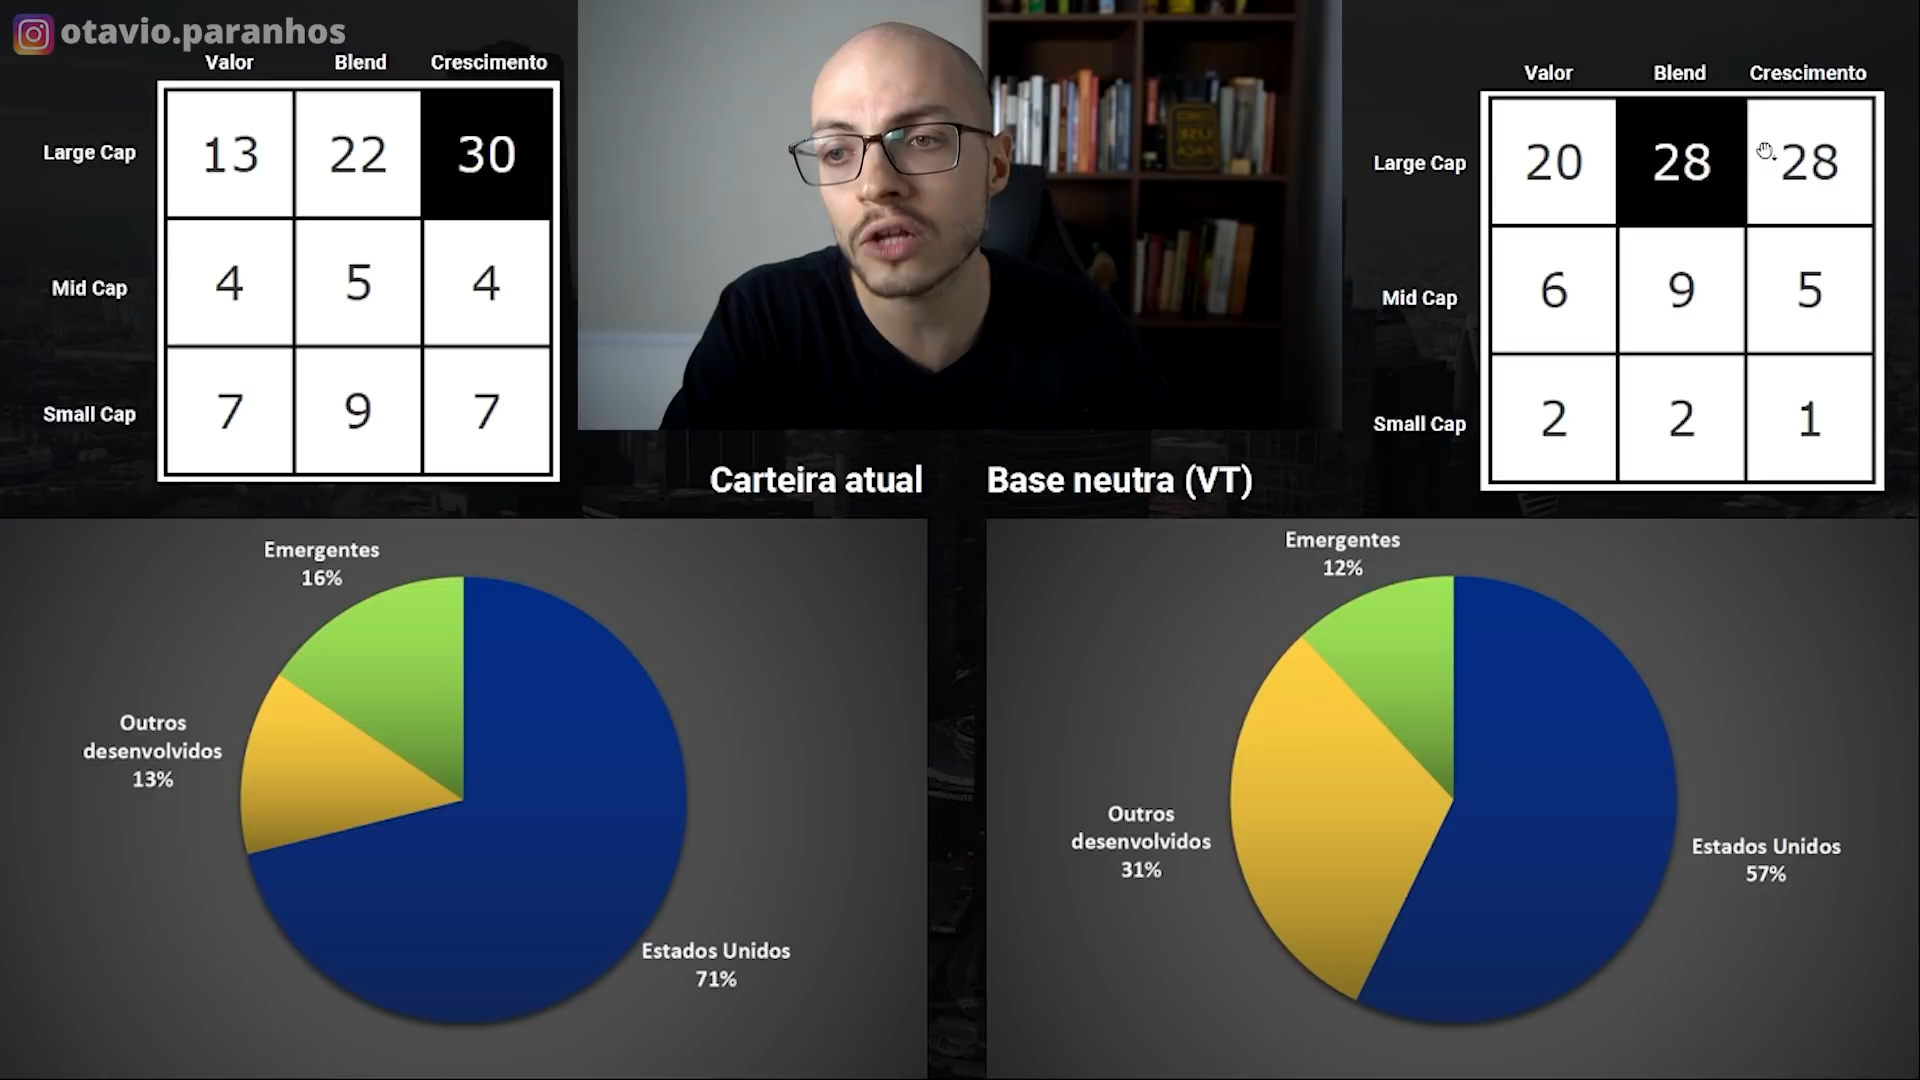 otavio.paranhos
Valor Blend Crescimento
Large Cap 13 22 30
Mid Cap 4 5 4
Small Cap 7 9 7
Valor Blend Crescimento
Large Cap 20 28 28
Mid Cap 6 9 5
Small Cap 2 2 1
Carteira atual
Base neutra (VT)
Emergentes
16%
Outros
desenvolvidos
13%
Estados Unidos
71%
Emergentes
12%
Outros
desenvolvidos
31%
Estados Unidos
57%